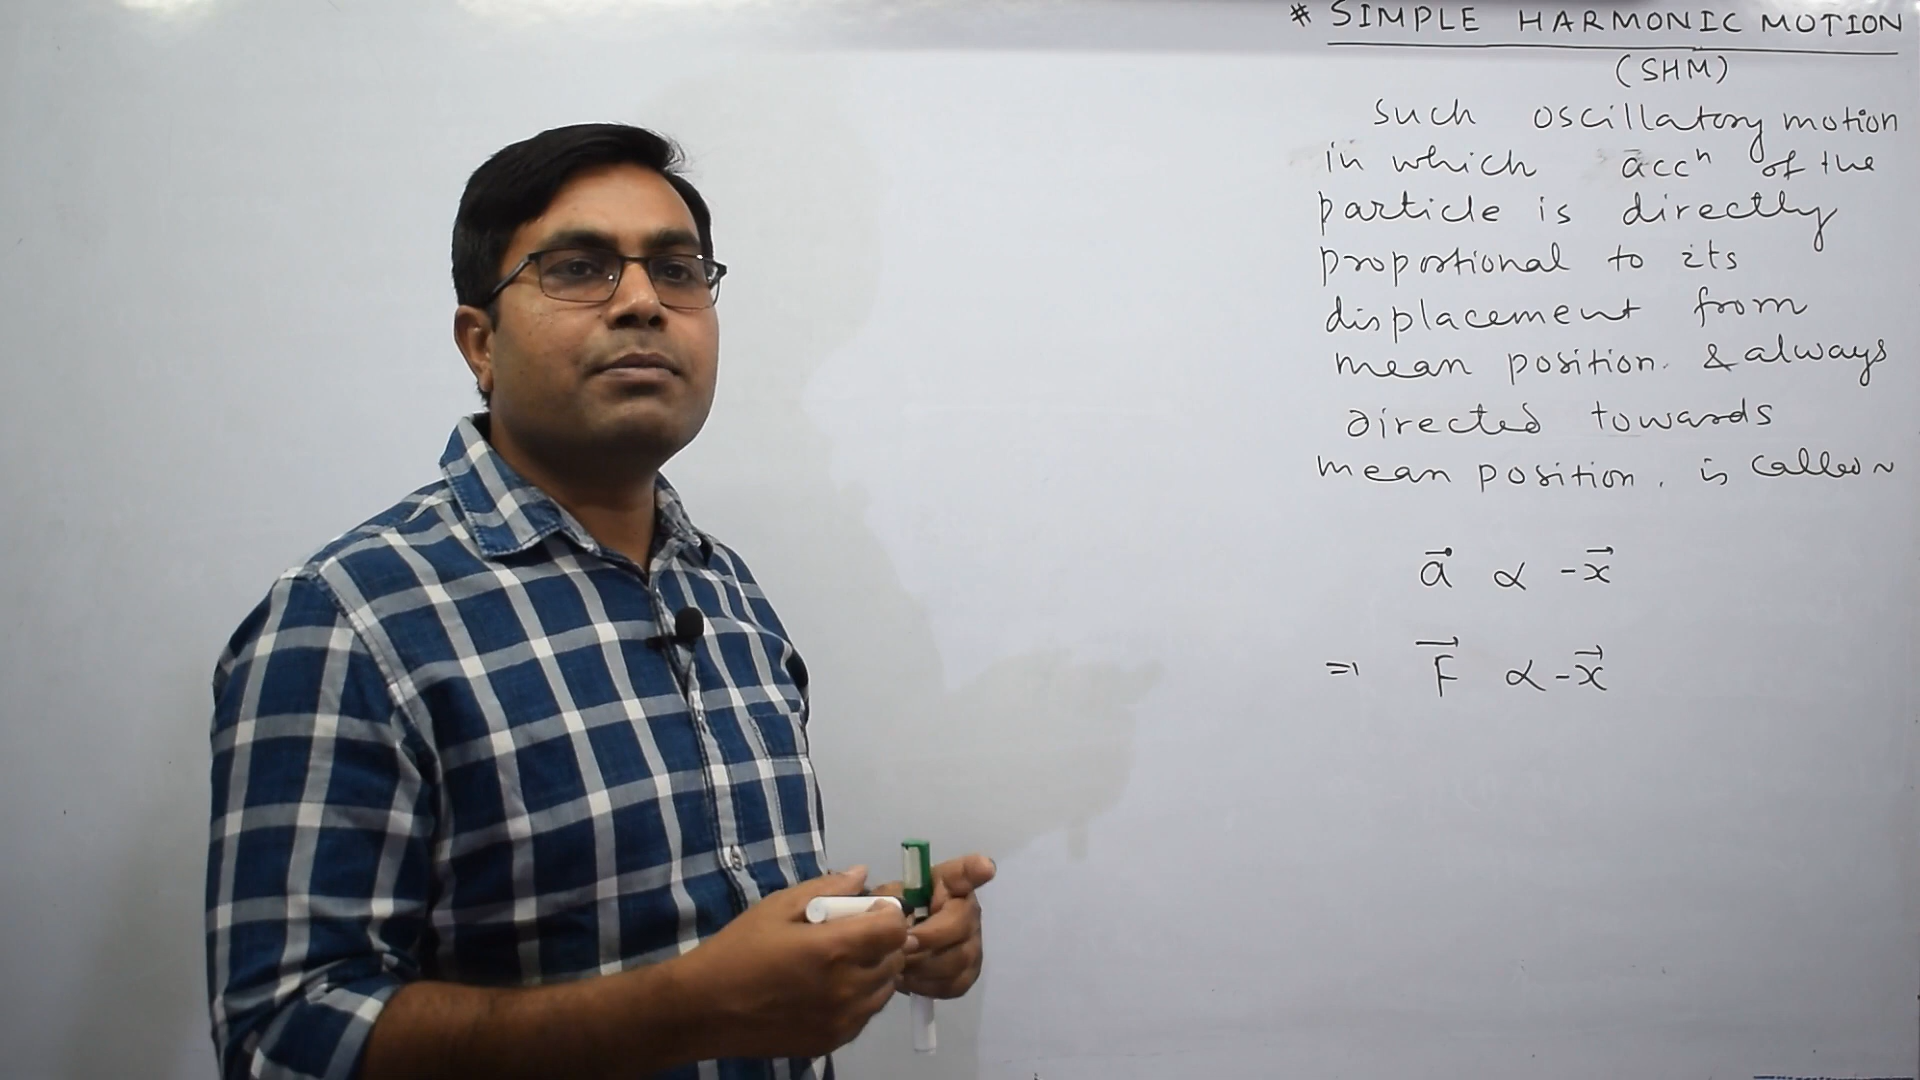 * SIMPLE HARMONIC MOTION
(SHM)
Such oscillatory motion
in which accⁿ of the
particle is directly
proportional to its
displacement from
mean position. & always
directed towards
mean position. is called ~
a⃗ ∝ -x⃗
⇒ F⃗ ∝ -x⃗